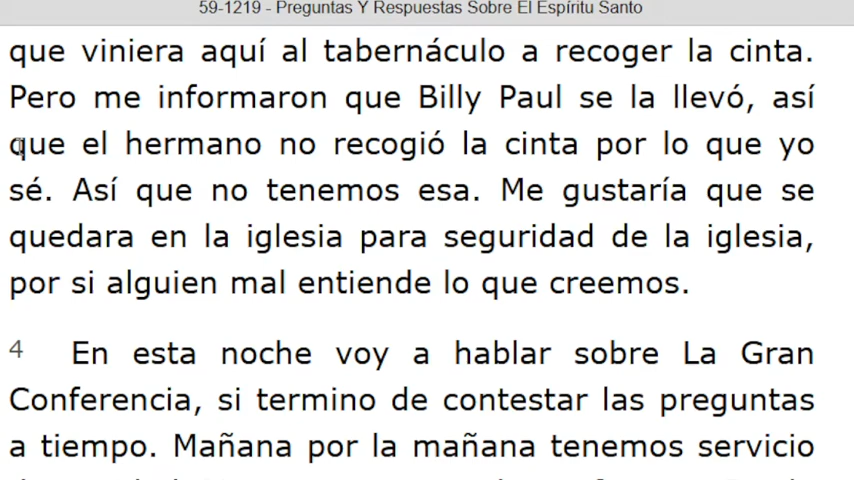 59-1219 - Preguntas Y Respuestas Sobre El Espíritu Santo
que viniera aquí al tabernáculo a recoger la cinta.
Pero me informaron que Billy Paul se la llevó, así
que el hermano no recogió la cinta por lo que yo
sé. Así que no tenemos esa. Me gustaría que se
quedara en la iglesia para seguridad de la iglesia,
por si alguien mal entiende lo que creemos.
4 En esta noche voy a hablar sobre La Gran
Conferencia, si termino de contestar las preguntas
a tiempo. Mañana por la mañana tenemos servicio